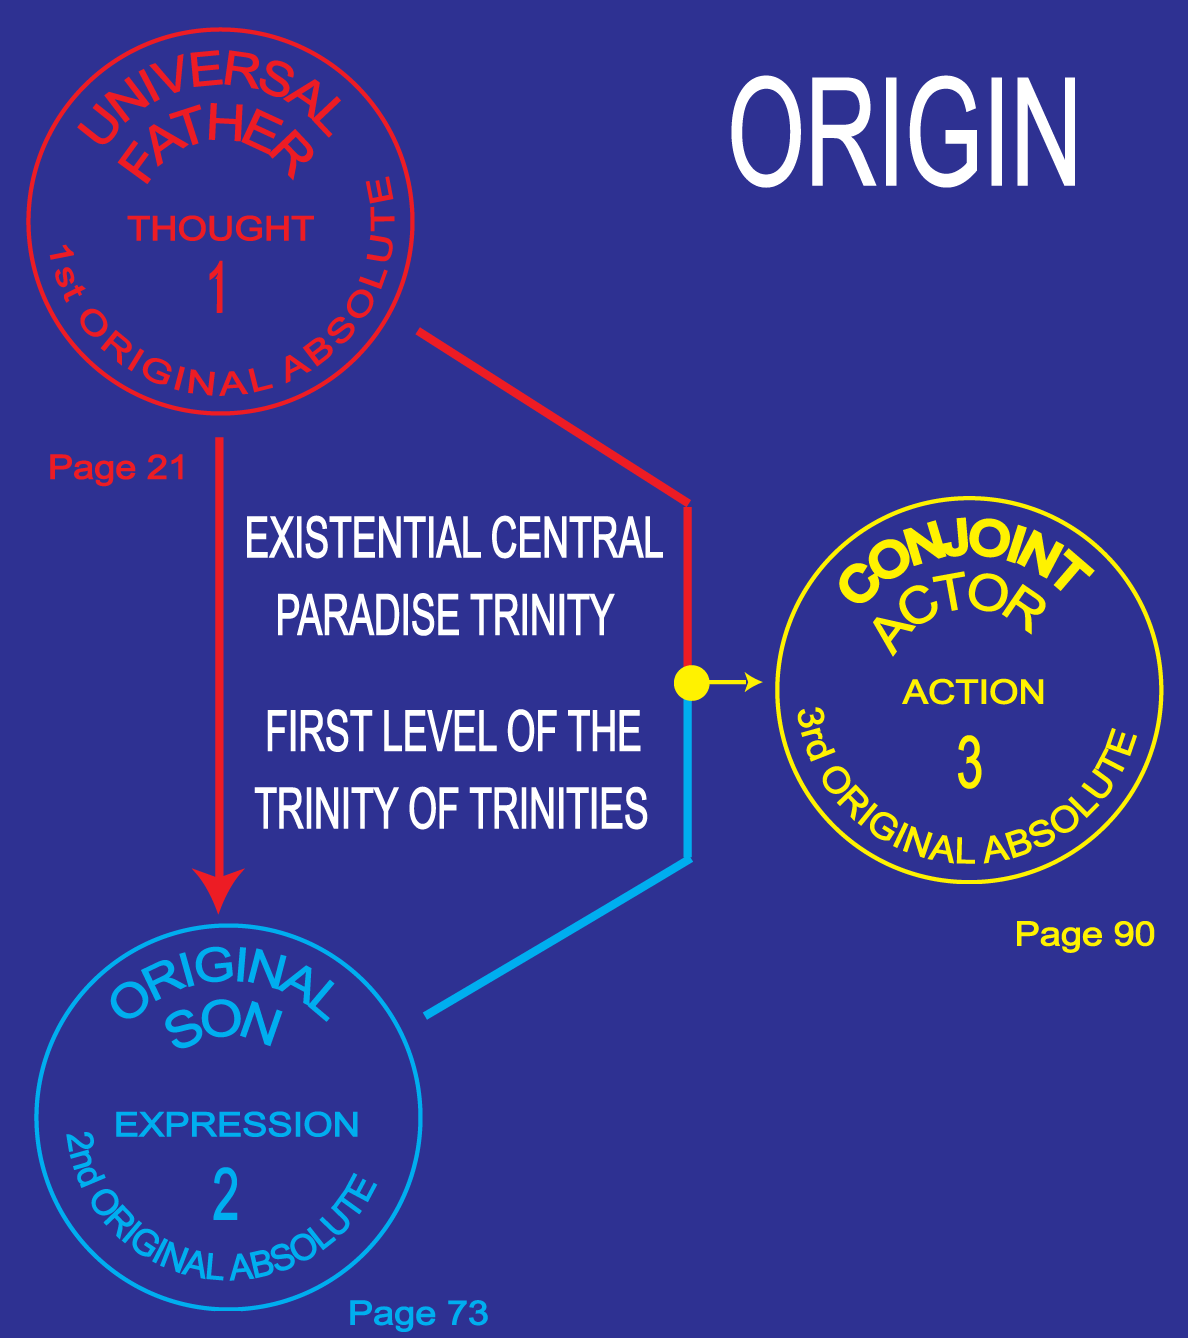 ORIGIN
UNIVERSAL
FATHER
THOUGHT
1
1st ORIGINAL ABSOLUTE
Page 21
EXISTENTIAL CENTRAL
PARADISE TRINITY
FIRST LEVEL OF THE
TRINITY OF TRINITIES
CONJOINT
ACTOR
ACTION
3
3rd ORIGINAL ABSOLUTE
Page 90
ORIGINAL
SON
EXPRESSION
2
2nd ORIGINAL ABSOLUTE
Page 73